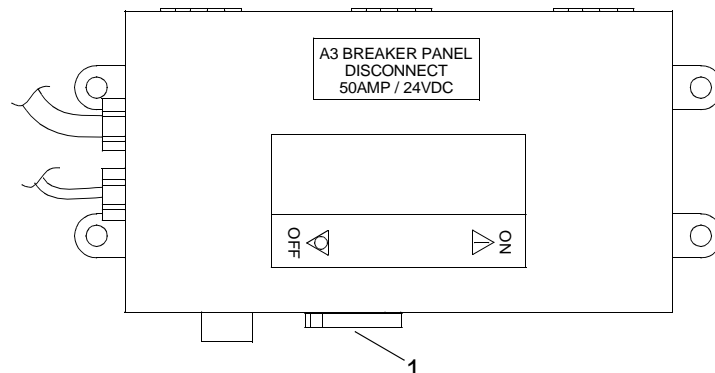 A3 BREAKER PANEL
DISCONNECT
50AMP / 24VDC
OFF
ON
1